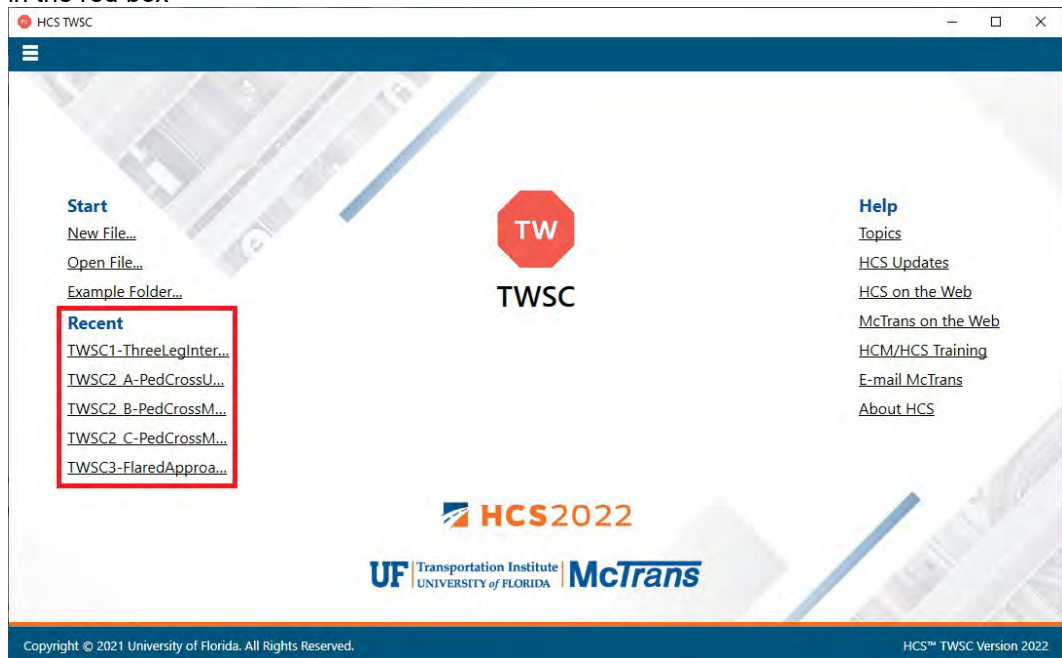 in the red box
HCS TWSC
Start
New File...
Open File...
Example Folder...
Recent
TWSC1-ThreeLegInter...
TWSC2_A-PedCrossU...
TWSC2_B-PedCrossM...
TWSC2_C-PedCrossM...
TWSC3-FlaredApproa...
TW
TWSC
Help
Topics
HCS Updates
HCS on the Web
McTrans on the Web
HCM/HCS Training
E-mail McTrans
About HCS
HCS2022
UF Transportation Institute
UNIVERSITY of FLORIDA
McTrans
Copyright © 2021 University of Florida. All Rights Reserved.
HCS™ TWSC Version 2022